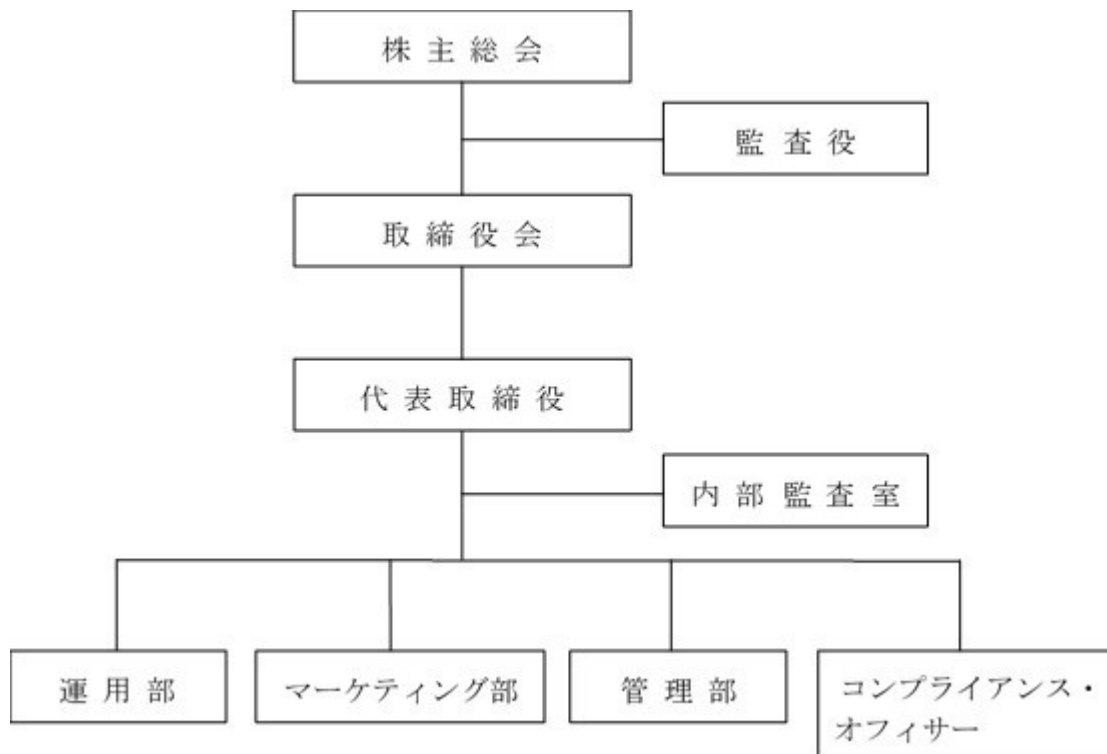 株主総会
監査役
取締役会
代表取締役
内部監査室
運用部
マーケティング部
管理部
コンプライアンス・
オフィサー